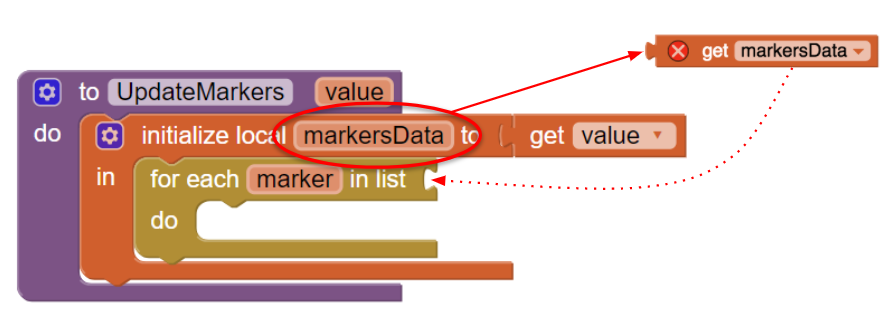 get markersData
to UpdateMarkers value
do initialize local markersData to get value
in for each marker in list
do